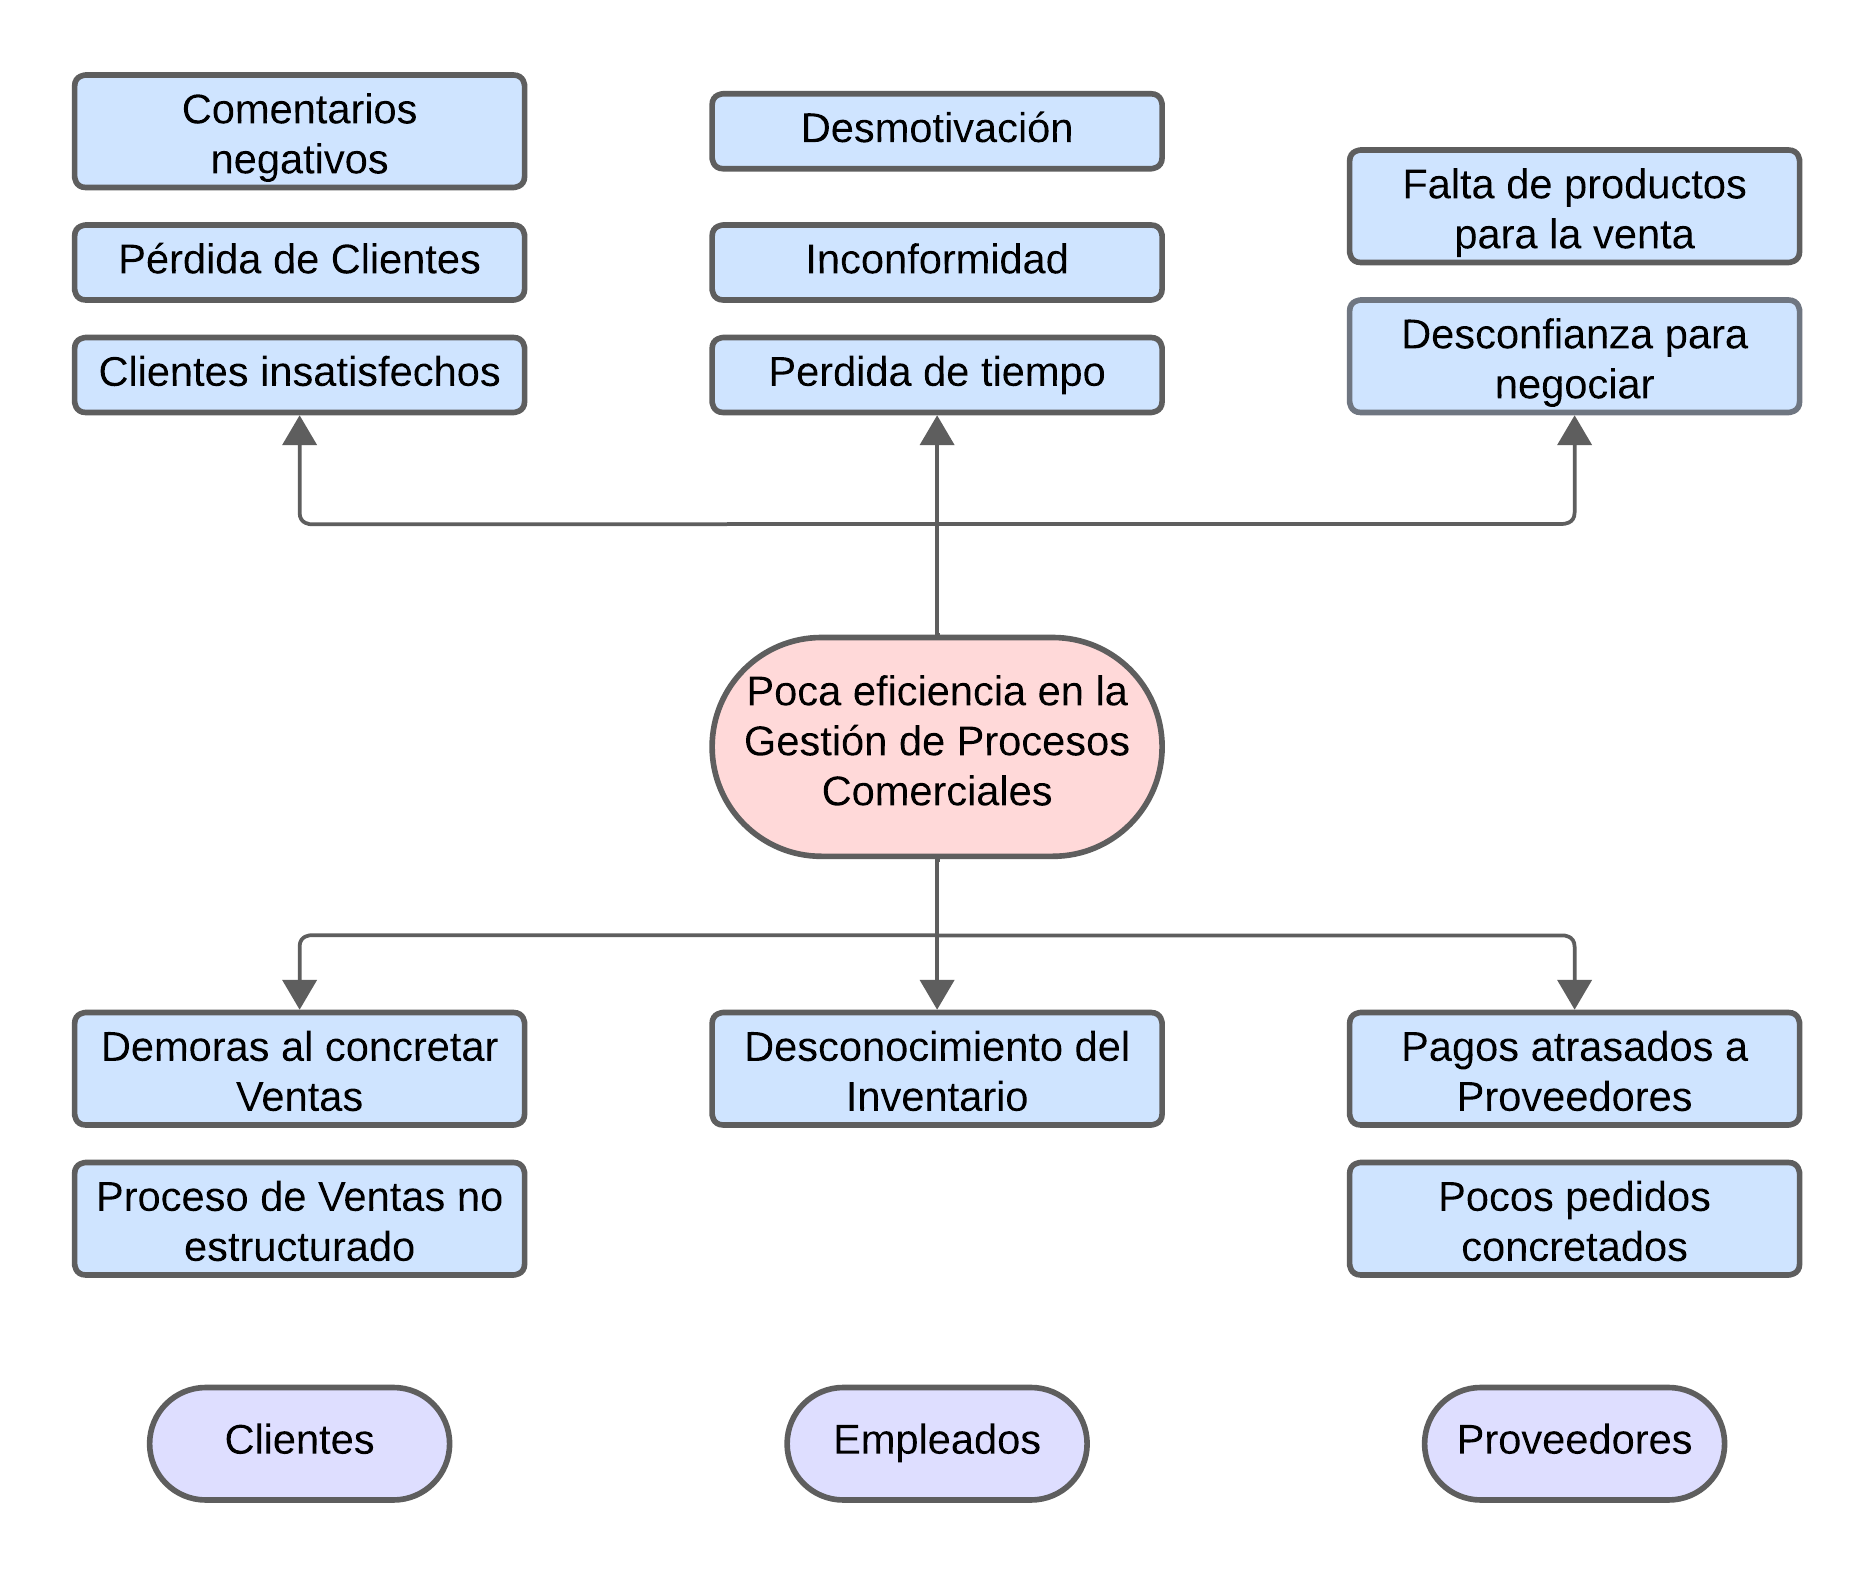 Comentarios
negativos
Desmotivación
Falta de productos
para la venta
Pérdida de Clientes
Inconformidad
Desconfianza para
negociar
Clientes insatisfechos
Perdida de tiempo
Poca eficiencia en la
Gestión de Procesos
Comerciales
Demoras al concretar
Ventas
Desconocimiento del
Inventario
Pagos atrasados a
Proveedores
Proceso de Ventas no
estructurado
Pocos pedidos
concretados
Clientes
Empleados
Proveedores